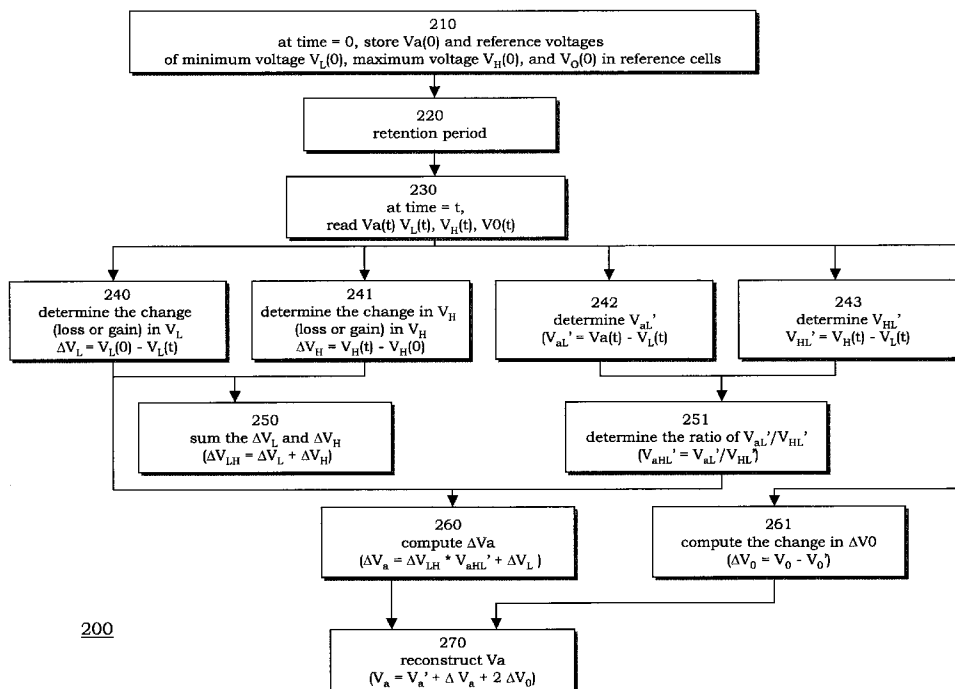 210
at time = 0, store Va(0) and reference voltages
of minimum voltage V_L(0), maximum voltage V_H(0), and V_O(0) in reference cells
220
retention period
230
at time = t,
read Va(t) V_L(t), V_H(t), V0(t)
240
determine the change
(loss or gain) in V_L
ΔV_L = V_L(0) - V_L(t)
241
determine the change in V_H
(loss or gain) in V_H
ΔV_H = V_H(t) - V_H(0)
242
determine V_aL'
(V_aL' = Va(t) - V_L(t)
243
determine V_HL'
V_HL' = V_H(t) - V_L(t)
250
sum the ΔV_L and ΔV_H
(ΔV_LH = ΔV_L + ΔV_H)
251
determine the ratio of V_aL'/V_HL'
(V_aHL' = V_aL'/V_HL')
260
compute ΔVa
(ΔV_a = ΔV_LH * V_aHL' + ΔV_L )
261
compute the change in ΔV0
(ΔV_0 = V_0 - V_0')
200
270
reconstruct Va
(V_a = V_a' + Δ V_a + 2 ΔV_0)